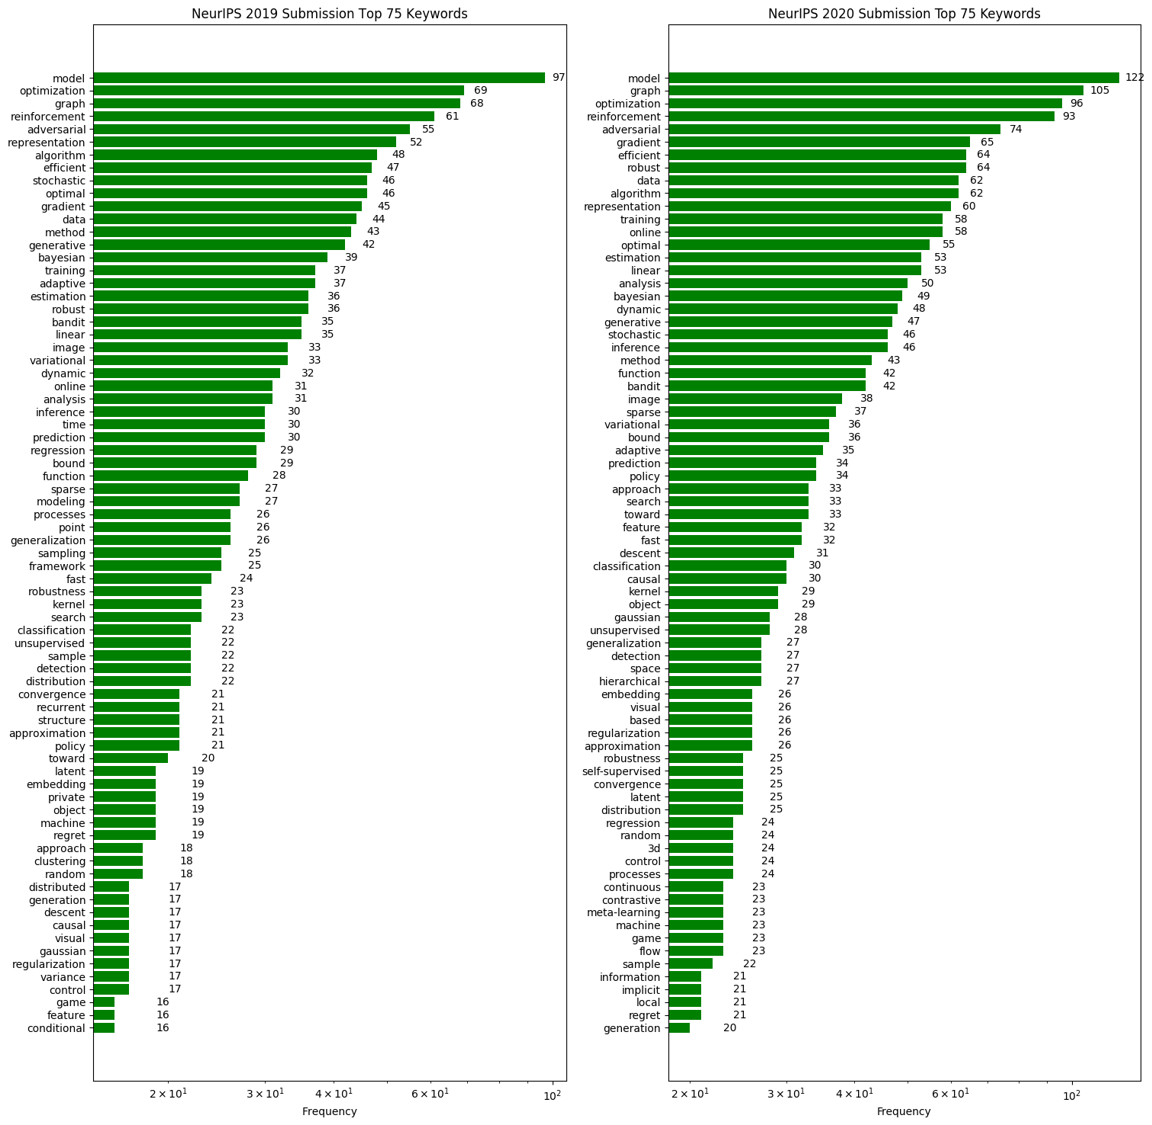 NeurIPS 2019 Submission Top 75 Keywords
model 97
optimization 69
graph 68
reinforcement 61
adversarial 55
representation 52
algorithm 48
efficient 47
stochastic 46
optimal 46
gradient 45
data 44
method 43
generative 42
bayesian 39
training 37
adaptive 37
estimation 36
robust 36
bandit 35
linear 35
image 33
variational 33
dynamic 32
online 31
analysis 31
inference 30
time 30
prediction 30
regression 29
bound 29
function 28
sparse 27
modeling 27
processes 26
point 26
generalization 26
sampling 25
framework 25
fast 24
robustness 23
kernel 23
search 23
classification 22
unsupervised 22
sample 22
detection 22
distribution 22
convergence 21
recurrent 21
structure 21
approximation 21
policy 21
toward 20
latent 19
embedding 19
private 19
object 19
machine 19
regret 19
approach 18
clustering 18
random 18
distributed 17
generation 17
descent 17
causal 17
visual 17
gaussian 17
regularization 17
variance 17
control 17
game 16
feature 16
conditional 16
2 × 10¹ 3 × 10¹ 4 × 10¹ 6 × 10¹ 10²
Frequency
NeurIPS 2020 Submission Top 75 Keywords
model 122
graph 105
optimization 96
reinforcement 93
adversarial 74
gradient 65
efficient 64
robust 64
data 62
algorithm 62
representation 60
training 58
online 58
optimal 55
estimation 53
linear 53
analysis 50
bayesian 49
dynamic 48
generative 47
stochastic 46
inference 46
method 43
function 42
bandit 42
image 38
sparse 37
variational 36
bound 36
adaptive 35
prediction 34
policy 34
approach 33
search 33
toward 33
feature 32
fast 32
descent 31
classification 30
causal 30
kernel 29
object 29
gaussian 28
unsupervised 28
generalization 27
detection 27
space 27
hierarchical 27
embedding 26
visual 26
based 26
regularization 26
approximation 26
robustness 25
self-supervised 25
convergence 25
latent 25
distribution 25
regression 24
random 24
3d 24
control 24
processes 24
continuous 23
contrastive 23
meta-learning 23
machine 23
game 23
flow 23
sample 22
information 21
implicit 21
local 21
regret 21
generation 20
2 × 10¹ 3 × 10¹ 4 × 10¹ 6 × 10¹ 10²
Frequency